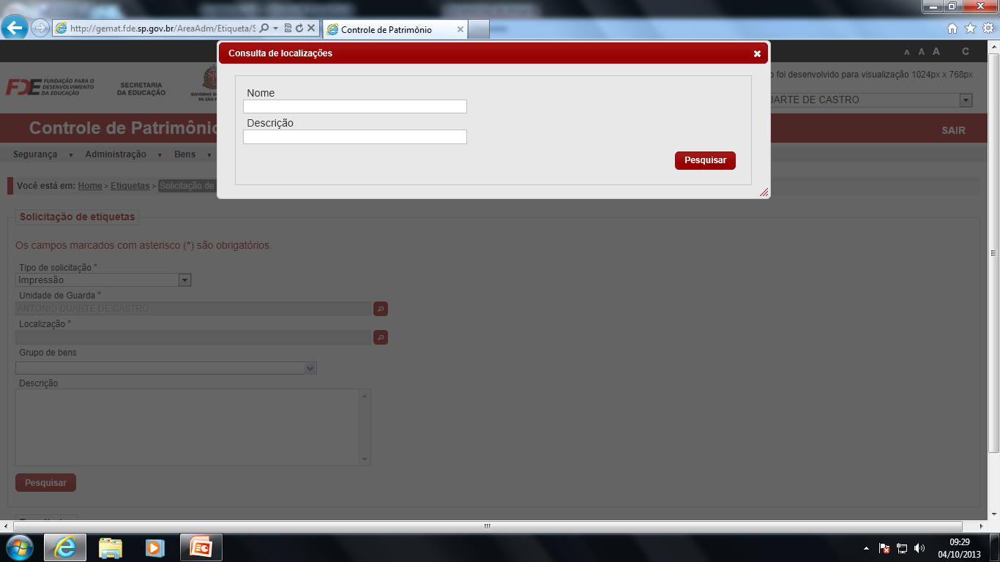 http://gemat.fde.sp.gov.br/AreaAdm/Etiqueta/S
Controle de Patrimônio
Consulta de localizações
A A A C
FDE FUNDAÇÃO PARA O
DESENVOLVIMENTO
DA EDUCAÇÃO
SECRETARIA
DA EDUCAÇÃO
o foi desenvolvido para visualização 1024px x 768px
Nome
UARTE DE CASTRO
Descrição
Controle de Patrimônio
SAIR
Segurança
Administração
Bens
Pesquisar
Você está em: Home > Etiquetas > Solicitação de
Solicitação de etiquetas
Os campos marcados com asterisco (*) são obrigatórios.
Tipo de solicitação *
Impressão
Unidade de Guarda *
ANTONIO DUARTE DE CASTRO
Localização *
Grupo de bens
Descrição
Pesquisar
09:29
04/10/2013